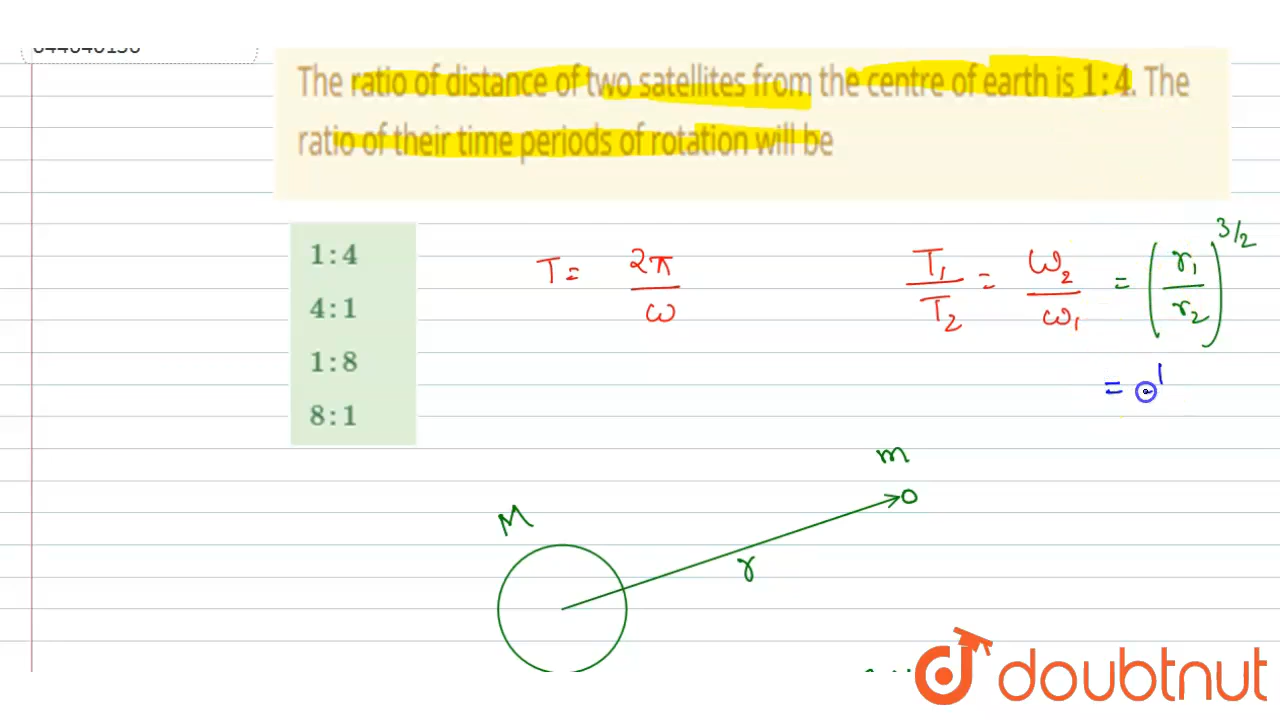 The ratio of distance of two satellites from the centre of earth is 1 : 4. The
ratio of their time periods of rotation will be
1 : 4
4 : 1
1 : 8
8 : 1
T = 2π / ω
T₁ / T₂ = ω₂ / ω₁ = (r₁ / r₂)^3/2
=
m
M
r
doubtnut